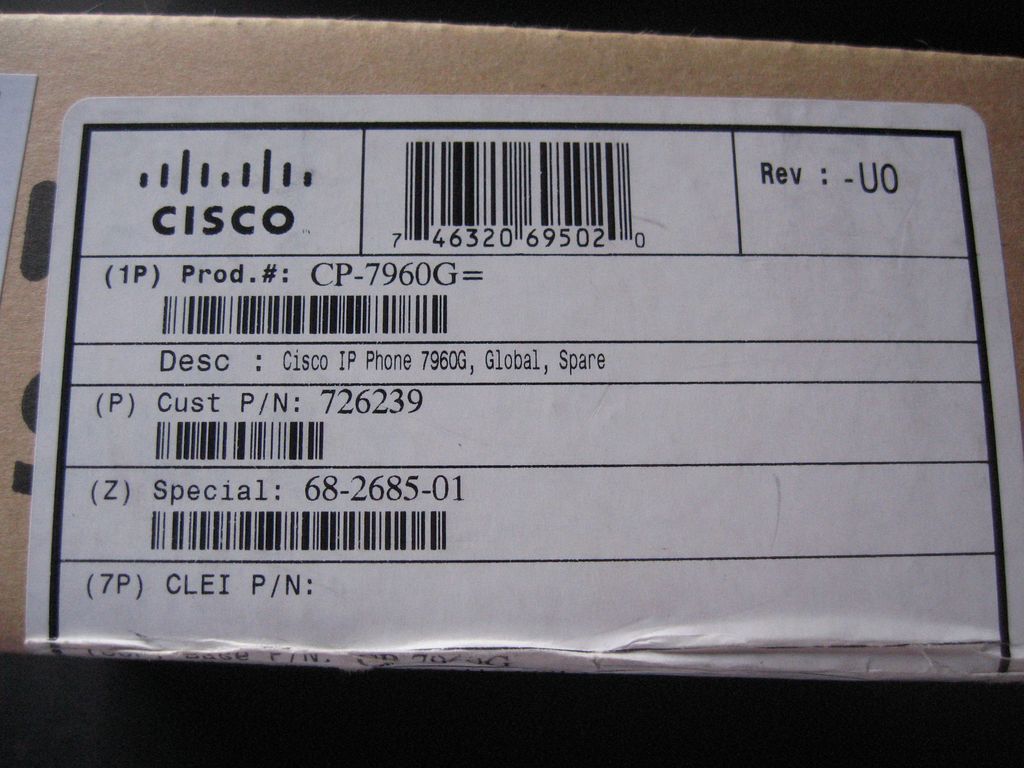 CISCO
7 46320 69502 0
Rev : -U0
(1P) Prod.#: CP-7960G=
Desc : Cisco IP Phone 7960G, Global, Spare
(P) Cust P/N: 726239
(Z) Special: 68-2685-01
(7P) CLEI P/N:
Base P/N: